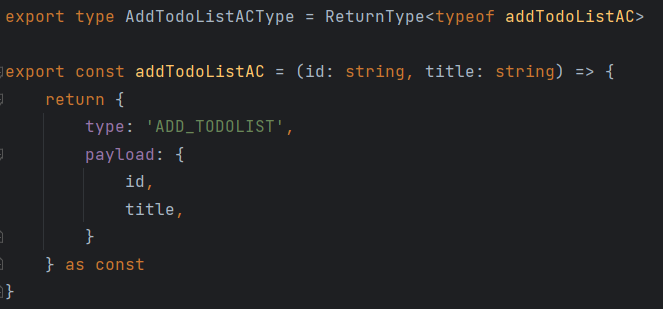 export type AddTodoListACType = ReturnType<typeof addTodoListAC>
export const addTodoListAC = (id: string, title: string) => {
return {
type: 'ADD_TODOLIST',
payload: {
id,
title,
}
} as const
}